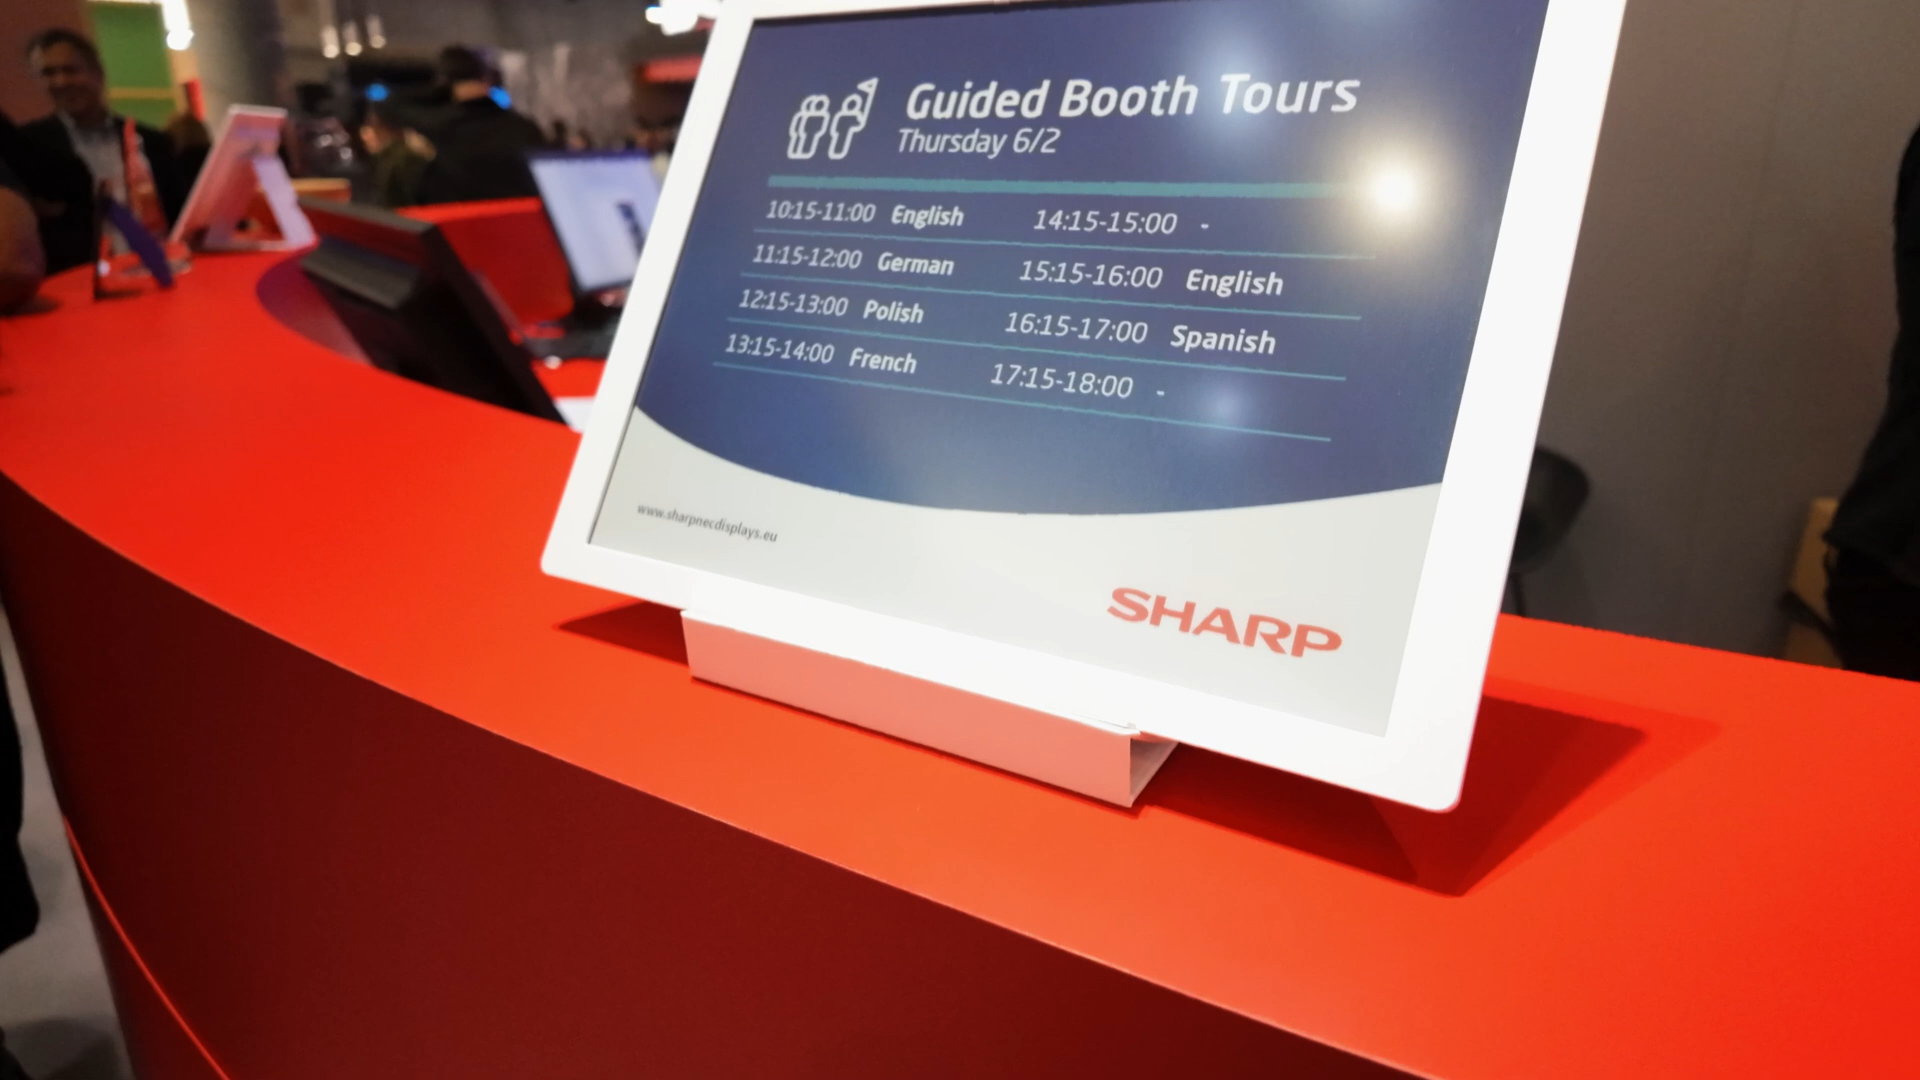 Guided Booth Tours
Thursday 6/2
10:15-11:00 English
11:15-12:00 German
12:15-13:00 Polish
13:15-14:00 French
14:15-15:00 -
15:15-16:00 English
16:15-17:00 Spanish
17:15-18:00 -
www.sharpnecdisplays.eu
SHARP